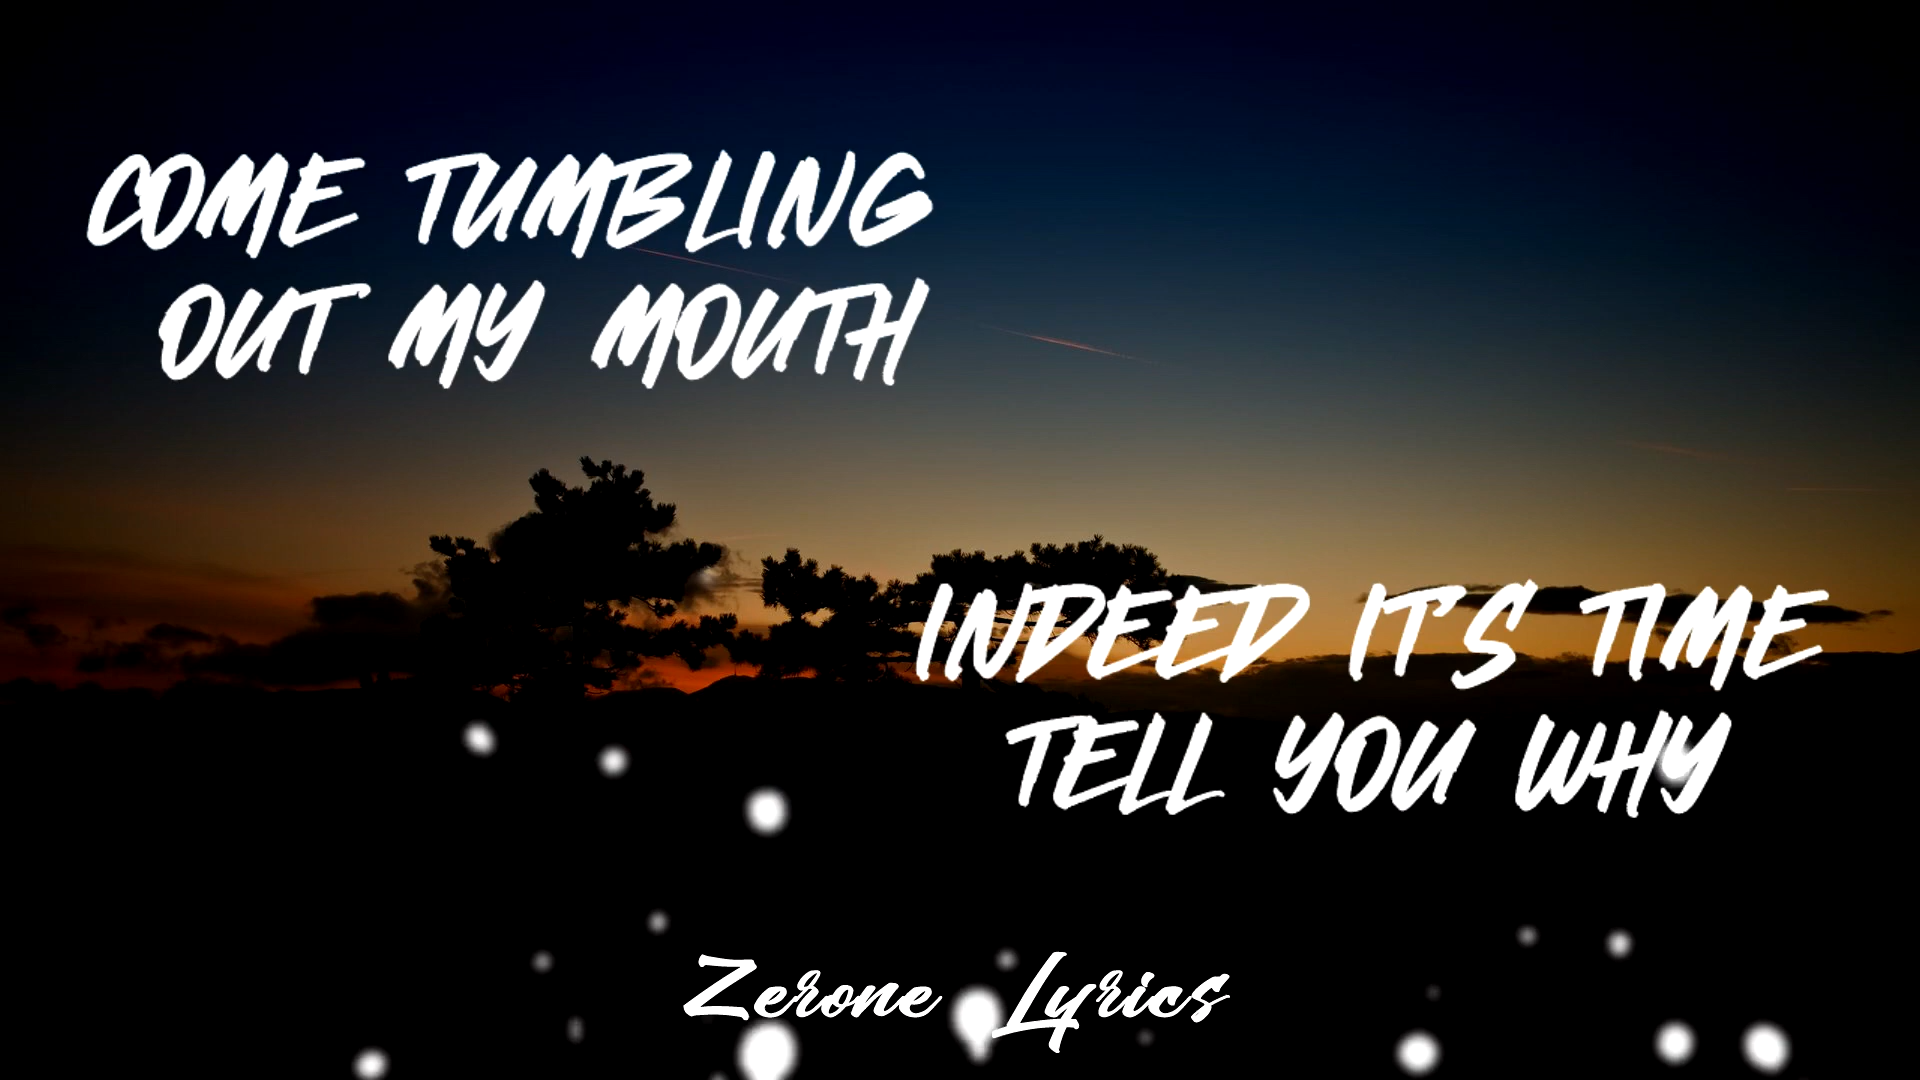 COME TUMBLING
OUT MY MOUTH
INDEED IT'S TIME
TELL YOU WHY
Zerone Lyrics